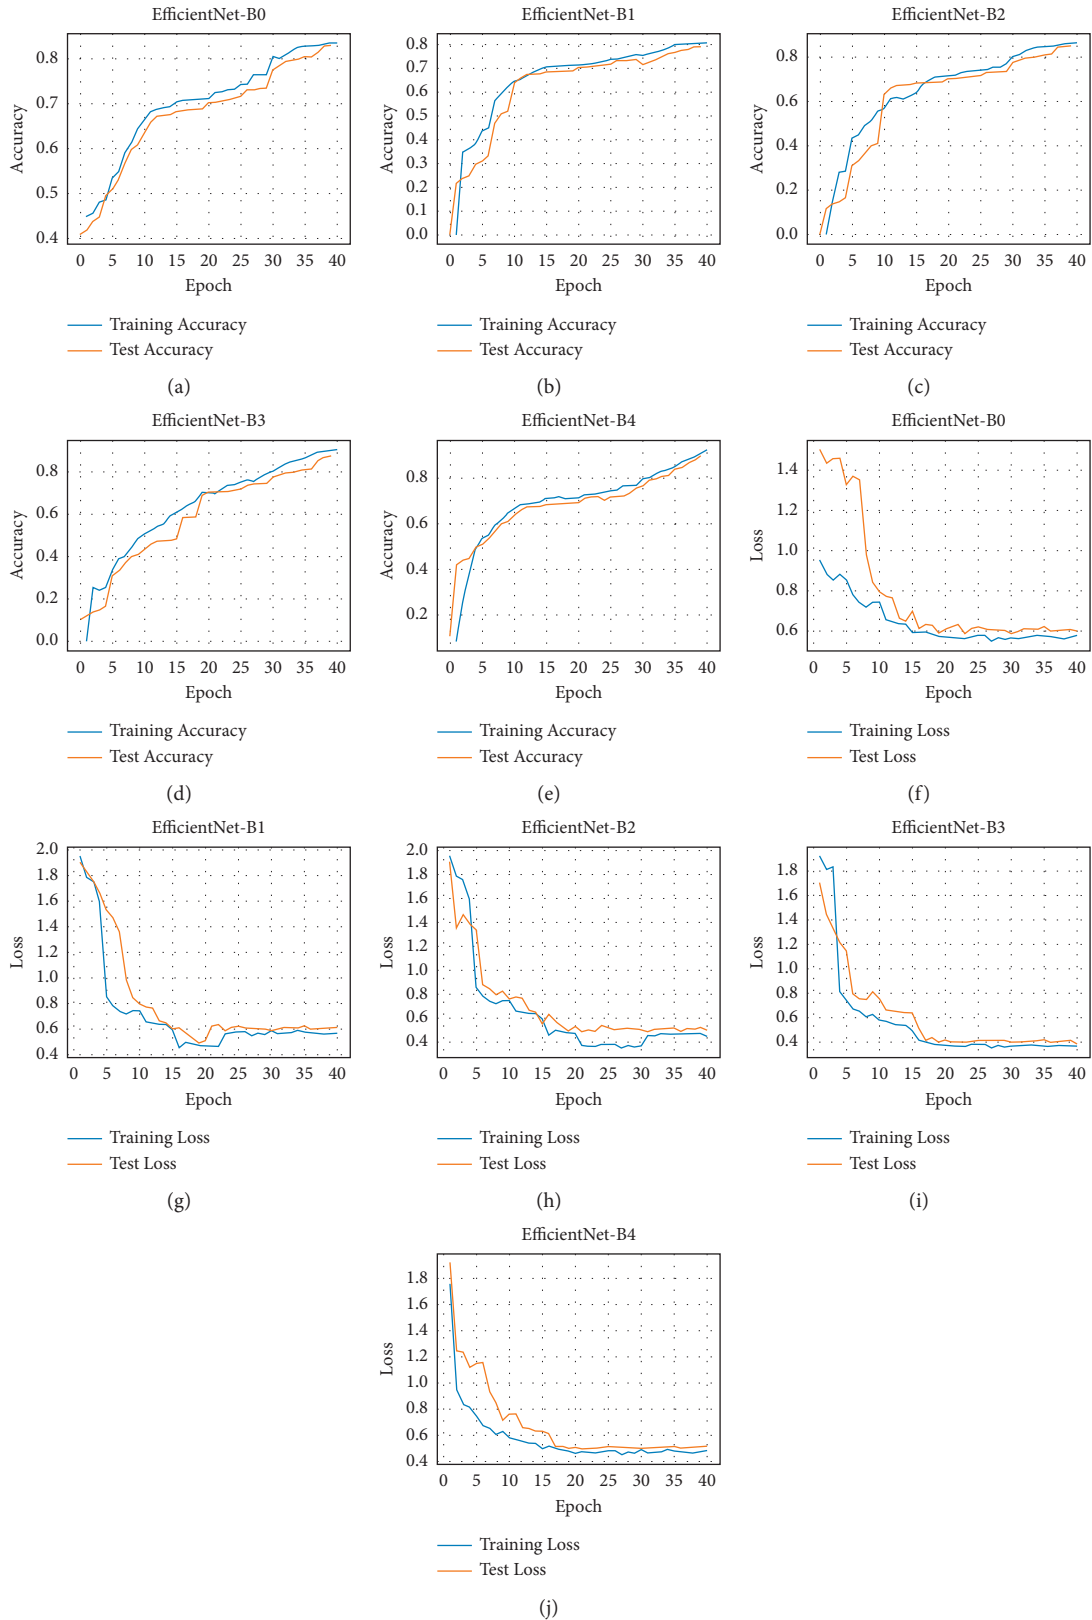 EfficientNet-B0
Accuracy
0.8
0.7
0.6
0.5
0.4
0 5 10 15 20 25 30 35 40
Epoch
Training Accuracy
Test Accuracy
(a)
EfficientNet-B1
Accuracy
0.8
0.7
0.6
0.5
0.4
0.3
0.2
0.1
0.0
0 5 10 15 20 25 30 35 40
Epoch
Training Accuracy
Test Accuracy
(b)
EfficientNet-B2
Accuracy
0.8
0.6
0.4
0.2
0.0
0 5 10 15 20 25 30 35 40
Epoch
Training Accuracy
Test Accuracy
(c)
EfficientNet-B3
Accuracy
0.8
0.6
0.4
0.2
0.0
0 5 10 15 20 25 30 35 40
Epoch
Training Accuracy
Test Accuracy
(d)
EfficientNet-B4
Accuracy
0.8
0.6
0.4
0.2
0 5 10 15 20 25 30 35 40
Epoch
Training Accuracy
Test Accuracy
(e)
EfficientNet-B0
Loss
1.4
1.2
1.0
0.8
0.6
0 5 10 15 20 25 30 35 40
Epoch
Training Loss
Test Loss
(f)
EfficientNet-B1
Loss
2.0
1.8
1.6
1.4
1.2
1.0
0.8
0.6
0.4
0 5 10 15 20 25 30 35 40
Epoch
Training Loss
Test Loss
(g)
EfficientNet-B2
Loss
2.0
1.8
1.6
1.4
1.2
1.0
0.8
0.6
0.4
0 5 10 15 20 25 30 35 40
Epoch
Training Loss
Test Loss
(h)
EfficientNet-B3
Loss
1.8
1.6
1.4
1.2
1.0
0.8
0.6
0.4
0 5 10 15 20 25 30 35 40
Epoch
Training Loss
Test Loss
(i)
EfficientNet-B4
Loss
1.8
1.6
1.4
1.2
1.0
0.8
0.6
0.4
0 5 10 15 20 25 30 35 40
Epoch
Training Loss
Test Loss
(j)